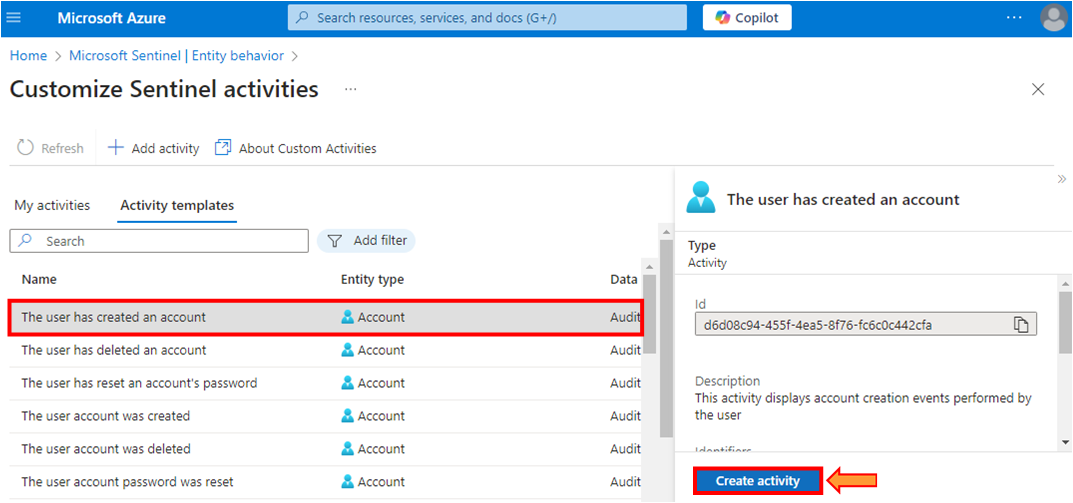 Microsoft Azure
Search resources, services, and docs (G+/)
Copilot
...
Home > Microsoft Sentinel | Entity behavior >
Customize Sentinel activities ...
Refresh
Add activity
About Custom Activities
My activities
Activity templates
Search
Add filter
Name Entity type Data
The user has created an account Account Audit
The user has deleted an account Account Audit
The user has reset an account's password Account Audit
The user account was created Account Audit
The user account was deleted Account Audit
The user account password was reset Account Audit
The user has created an account
Type
Activity
Id
d6d08c94-455f-4ea5-8f76-fc6c0c442cfa
Description
This activity displays account creation events performed by
the user
Identifiers
Create activity